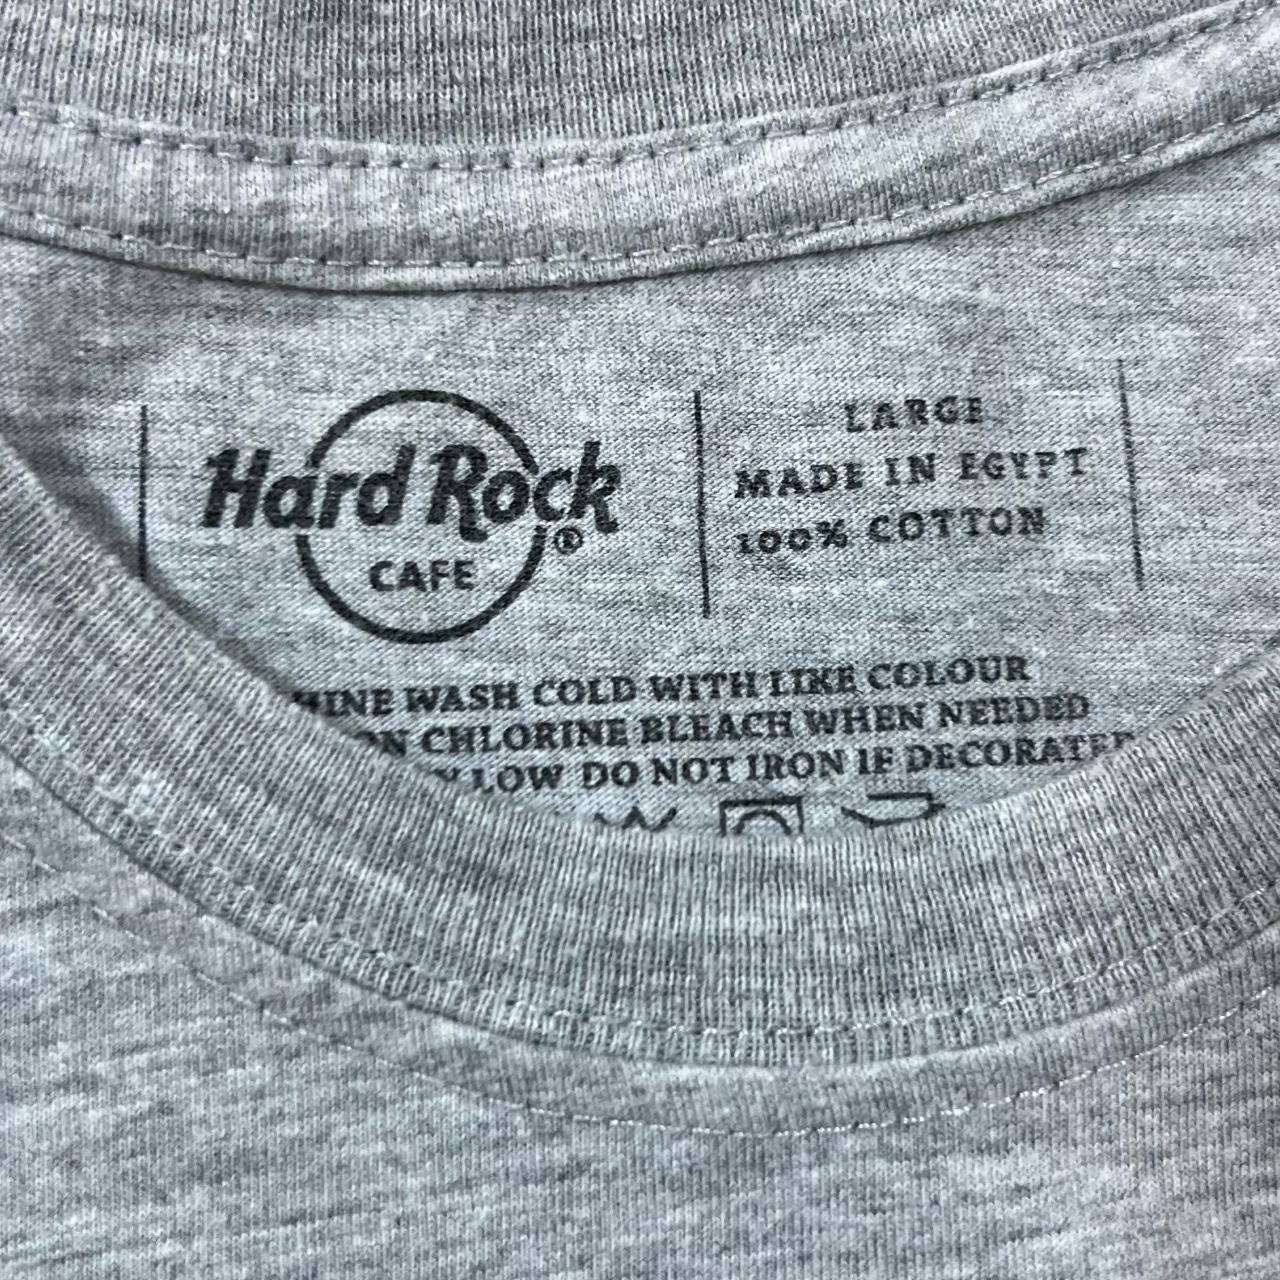 Hard Rock
®
CAFE
LARGE
MADE IN EGYPT
100% COTTON
WASH COLD WITH LIKE COLOUR
CHLORINE BLEACH WHEN NEEDED
LOW DO NOT IRON IF DECORATED